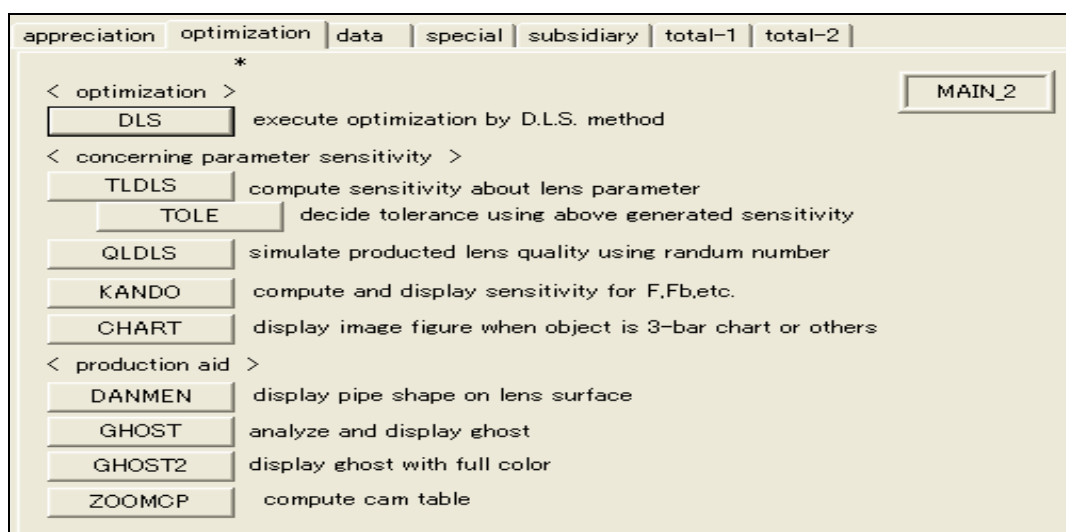 appreciation optimization data special subsidiary total-1 total-2
*
< optimization > MAIN_2
DLS execute optimization by D.L.S. method
< concerning parameter sensitivity >
TLDLS compute sensitivity about lens parameter
TOLE decide tolerance using above generated sensitivity
QLDLS simulate producted lens quality using randum number
KANDO compute and display sensitivity for F,Fb,etc.
CHART display image figure when object is 3-bar chart or others
< production aid >
DANMEN display pipe shape on lens surface
GHOST analyze and display ghost
GHOST2 display ghost with full color
ZOOMCP compute cam table